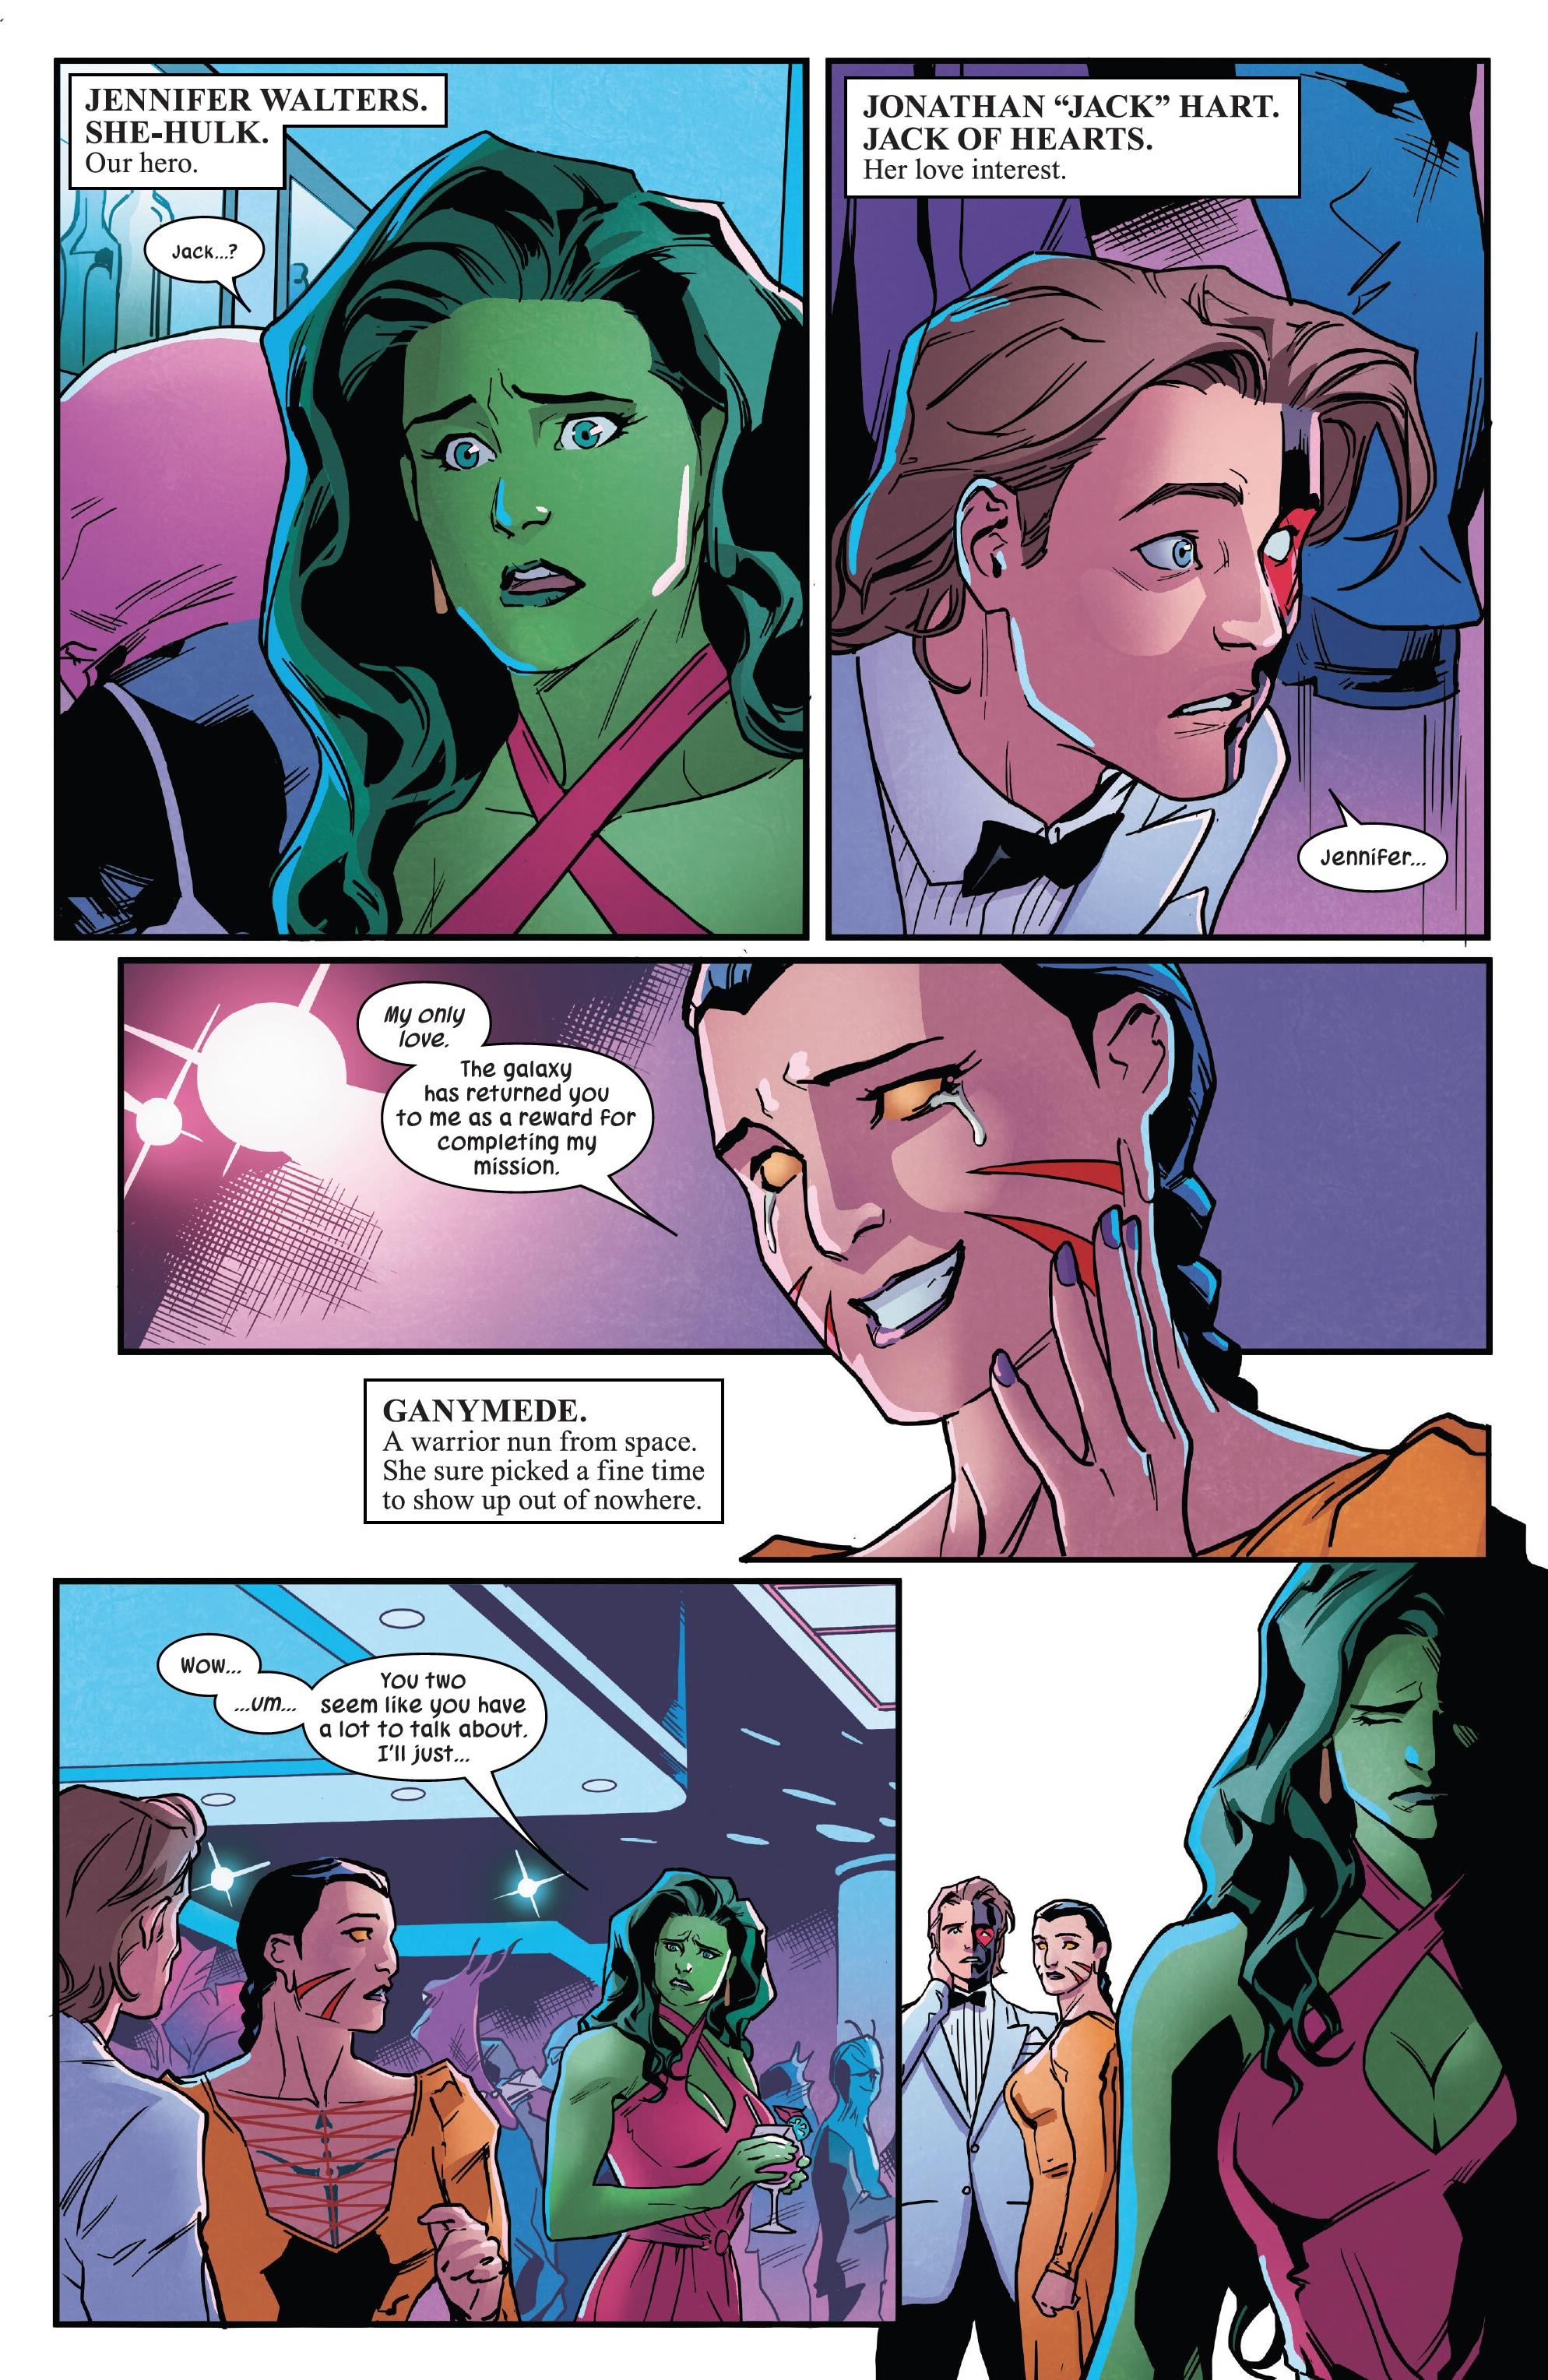 JENNIFER WALTERS.
SHE-HULK.
Our hero.
Jack...?
JONATHAN “JACK” HART.
JACK OF HEARTS.
Her love interest.
Jennifer...
My only
love.
The galaxy
has returned you
to me as a reward for
completing my
mission.
GANYMEDE.
A warrior nun from space.
She sure picked a fine time
to show up out of nowhere.
Wow...
...um...
You two
seem like you have
a lot to talk about.
I'll just...